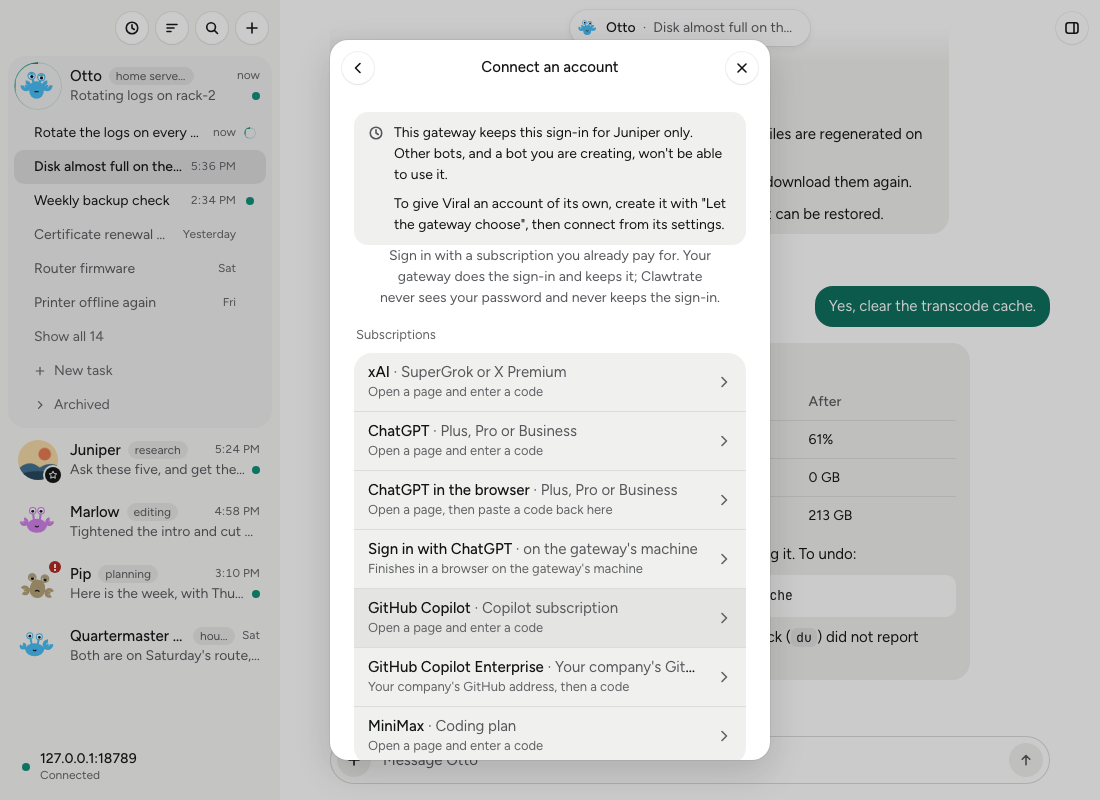 Otto · Disk almost full on th...
Otto home serve... now
Rotating logs on rack-2
Rotate the logs on every ... now
Disk almost full on the... 5:36 PM
Weekly backup check 2:34 PM
Certificate renewal ... Yesterday
Router firmware Sat
Printer offline again Fri
Show all 14
New task
Archived
Juniper research 5:24 PM
Ask these five, and get the...
Marlow editing 4:58 PM
Tightened the intro and cut ...
Pip planning 3:10 PM
Here is the week, with Thu...
Quartermaster ... hou... Sat
Both are on Saturday's route,...
127.0.0.1:18789
Connected
Connect an account
This gateway keeps this sign-in for Juniper only.
Other bots, and a bot you are creating, won't be able
to use it.
To give Viral an account of its own, create it with "Let
the gateway choose", then connect from its settings.
Sign in with a subscription you already pay for. Your
gateway does the sign-in and keeps it; Clawtrate
never sees your password and never keeps the sign-in.
Subscriptions
xAI · SuperGrok or X Premium
Open a page and enter a code
ChatGPT · Plus, Pro or Business
Open a page and enter a code
ChatGPT in the browser · Plus, Pro or Business
Open a page, then paste a code back here
Sign in with ChatGPT · on the gateway's machine
Finishes in a browser on the gateway's machine
GitHub Copilot · Copilot subscription
Open a page and enter a code
GitHub Copilot Enterprise · Your company's Git...
Your company's GitHub address, then a code
MiniMax · Coding plan
Open a page and enter a code
are regenerated on
download them again.
can be restored.
Yes, clear the transcode cache.
After
61%
0 GB
213 GB
it. To undo:
(du) did not report
Message Otto